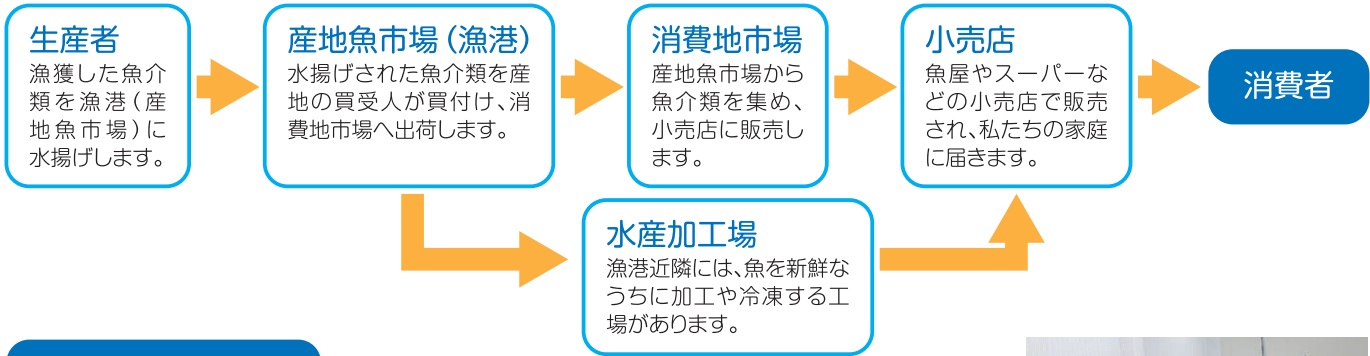 生産者
漁獲した魚介
類を漁港（産
地魚市場）に
水揚げします。
産地魚市場（漁港）
水揚げされた魚介類を産
地の買受人が買付け、消
費地市場へ出荷します。
消費地市場
産地魚市場から
魚介類を集め、
小売店に販売し
ます。
小売店
魚屋やスーパーな
どの小売店で販売
され、私たちの家庭
に届きます。
消費者
水産加工場
漁港近隣には、魚を新鮮な
うちに加工や冷凍する工
場があります。